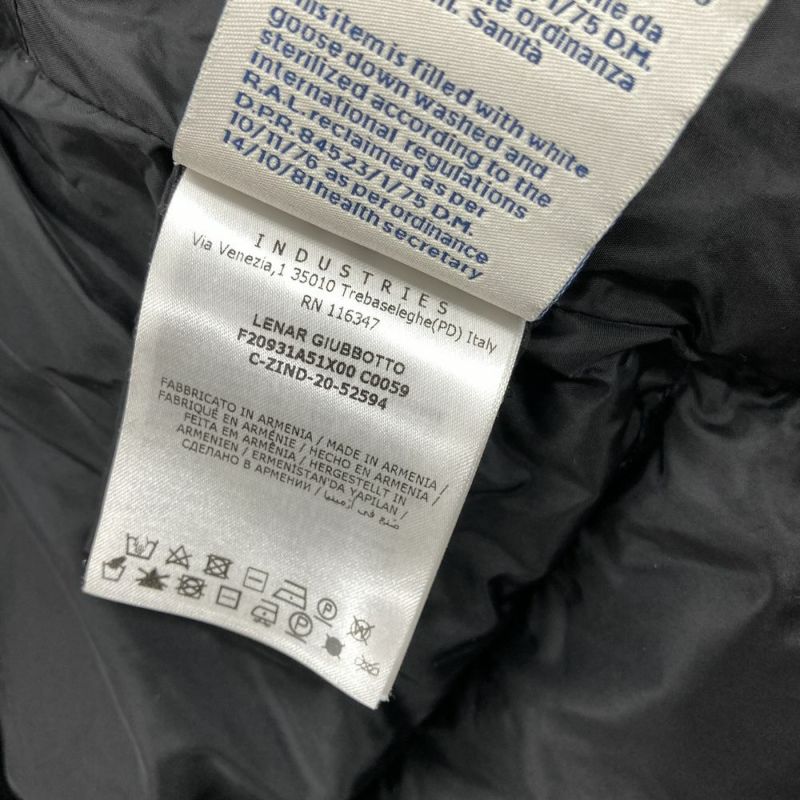 1/75 D.M.
ordinanza
Sanità
This item is filled with white
goose down washed and
sterilized according to the
international regulations
R.A.L. reclaimed as per
D.P.R. 845 23/1/75 D.M.
10/11/76 as per ordinance
14/10/81 health secretary
INDUSTRIES
Via Venezia,1 35010 Trebaseleghe(PD) Italy
RN 116347
LENAR GIUBBOTTO
F20931A51X00 C0059
C-ZIND-20-52594
FABBRICATO IN ARMENIA / MADE IN ARMENIA /
FABRIQUÉ EN ARMÉNIE / HECHO EN ARMENIA /
FEITA EM ARMÊNIA / HERGESTELLT IN
ARMENIEN / ERMENISTAN'DA YAPILAN /
СДЕЛАНО В АРМЕНИИ / صنع في أرمينيا
P
W
P